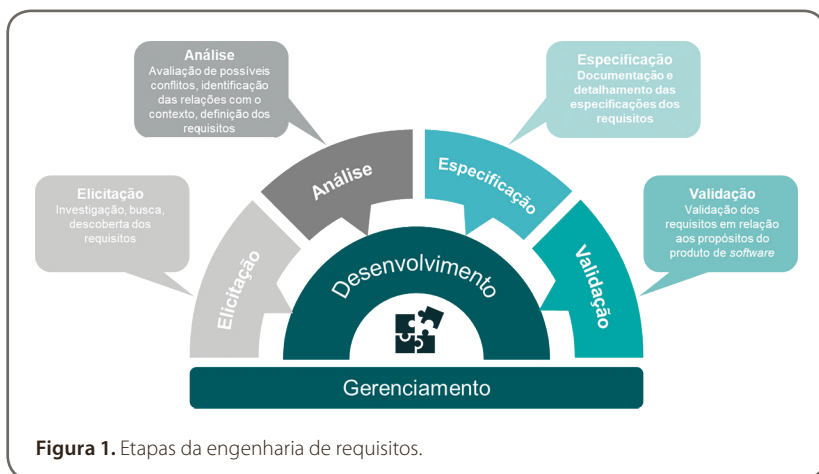 Análise
Avaliação de possíveis
conflitos, identificação
das relações com o
contexto, definição dos
requisitos
Especificação
Documentação e
detalhamento das
especificações dos
requisitos
Elicitação
Investigação, busca,
descoberta dos
requisitos
Validação
Validação dos
requisitos em relação
aos propósitos do
produto de software
Elicitação
Análise
Especificação
Validação
Desenvolvimento
Gerenciamento
Figura 1. Etapas da engenharia de requisitos.